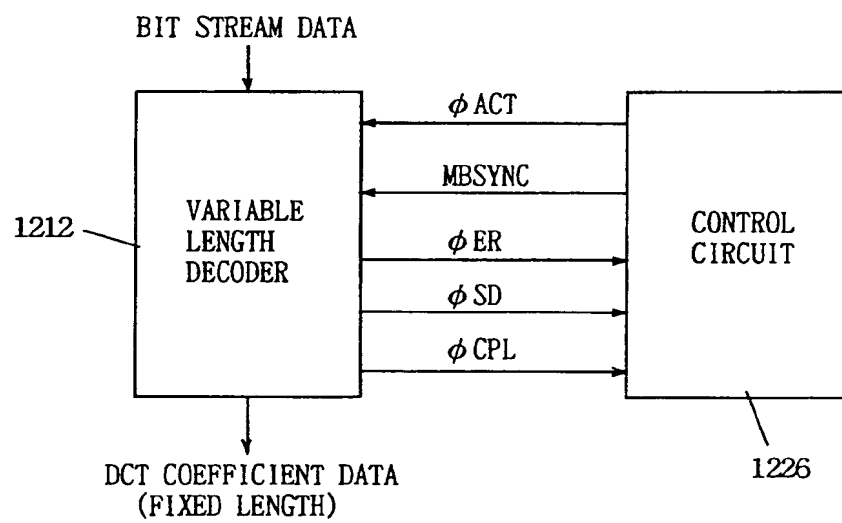 BIT STREAM DATA
φACT
MBSYNC
1212
VARIABLE
LENGTH
DECODER
CONTROL
CIRCUIT
φER
φSD
φCPL
DCT COEFFICIENT DATA
(FIXED LENGTH)
1226